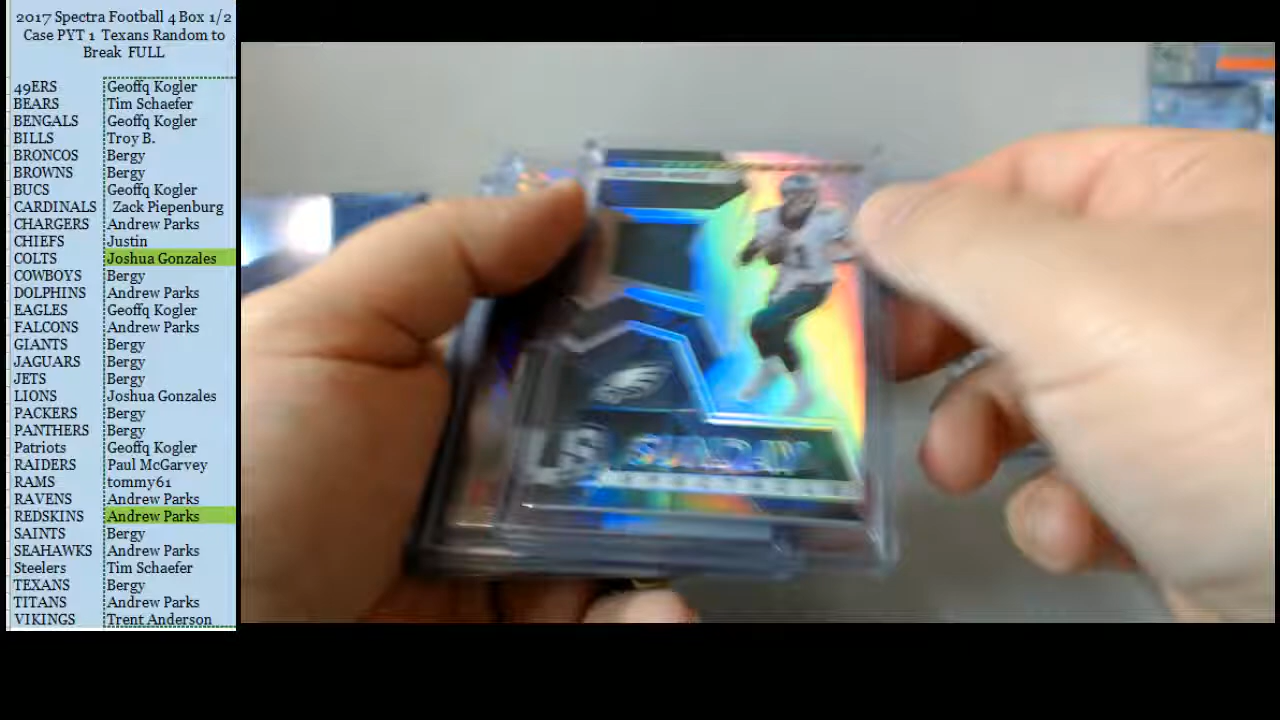 2017 Spectra Football 4 Box 1/2
Case PYT 1 Texans Random to
Break FULL
49ERS Geoffq Kogler
BEARS Tim Schaefer
BENGALS Geoffq Kogler
BILLS Troy B.
BRONCOS Bergy
BROWNS Bergy
BUCS Geoffq Kogler
CARDINALS Zack Piepenburg
CHARGERS Andrew Parks
CHIEFS Justin
COLTS Joshua Gonzales
COWBOYS Bergy
DOLPHINS Andrew Parks
EAGLES Geoffq Kogler
FALCONS Andrew Parks
GIANTS Bergy
JAGUARS Bergy
JETS Bergy
LIONS Joshua Gonzales
PACKERS Bergy
PANTHERS Bergy
Patriots Geoffq Kogler
RAIDERS Paul McGarvey
RAMS tommy61
RAVENS Andrew Parks
REDSKINS Andrew Parks
SAINTS Bergy
SEAHAWKS Andrew Parks
Steelers Tim Schaefer
TEXANS Bergy
TITANS Andrew Parks
VIKINGS Trent Anderson
SUNDAY